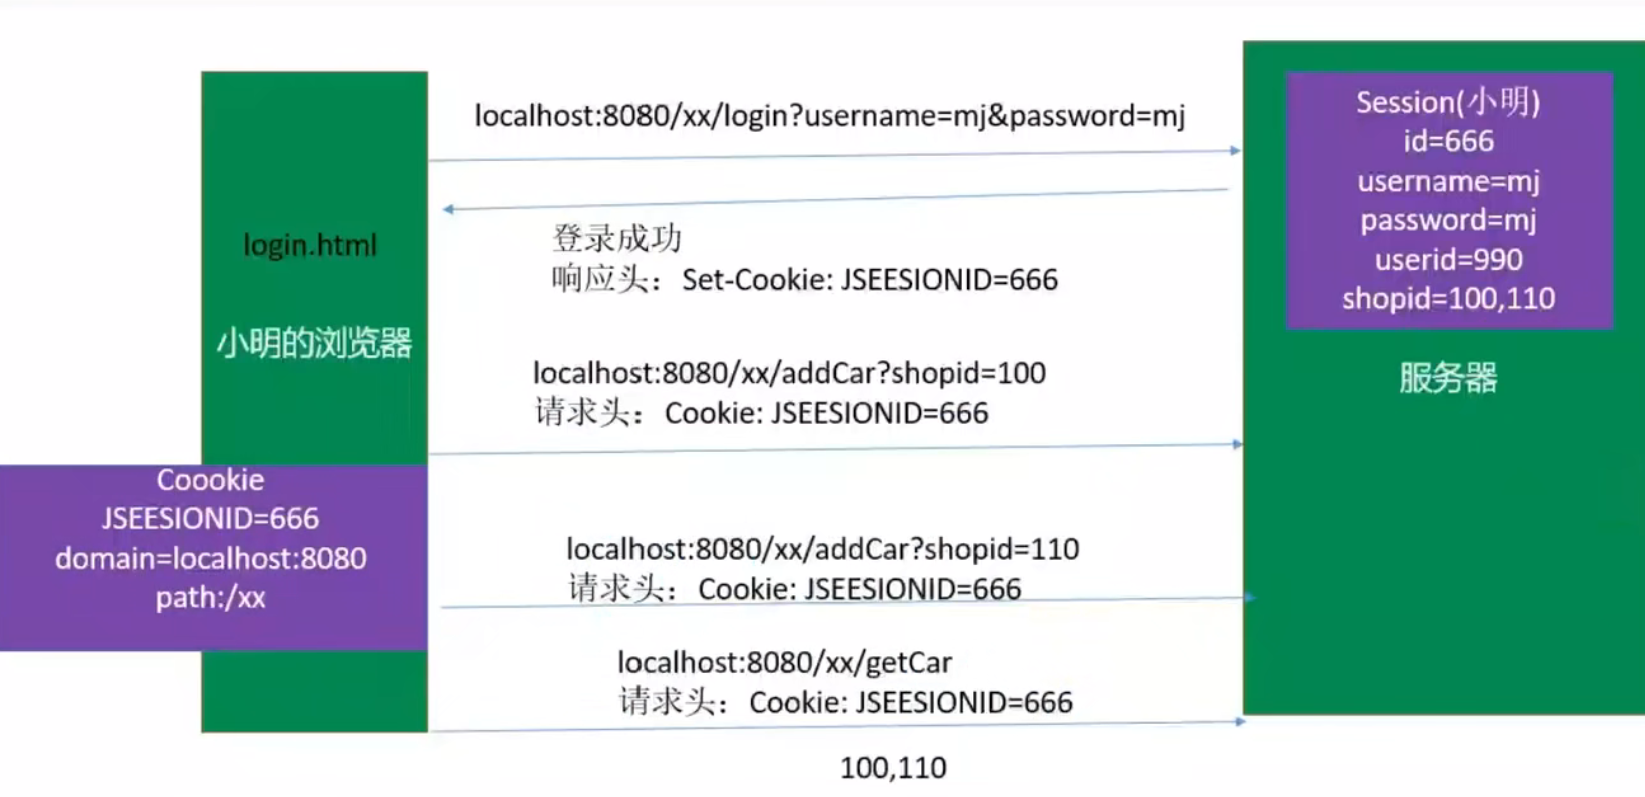 localhost:8080/xx/login?username=mj&password=mj
登录成功
响应头：Set-Cookie: JSEESIONID=666
login.html
小明的浏览器
Session(小明)
id=666
username=mj
password=mj
userid=990
shopid=100,110
服务器
localhost:8080/xx/addCar?shopid=100
请求头：Cookie: JSEESIONID=666
Coookie
JSEESIONID=666
domain=localhost:8080
path:/xx
localhost:8080/xx/addCar?shopid=110
请求头：Cookie: JSEESIONID=666
localhost:8080/xx/getCar
请求头：Cookie: JSEESIONID=666
100,110